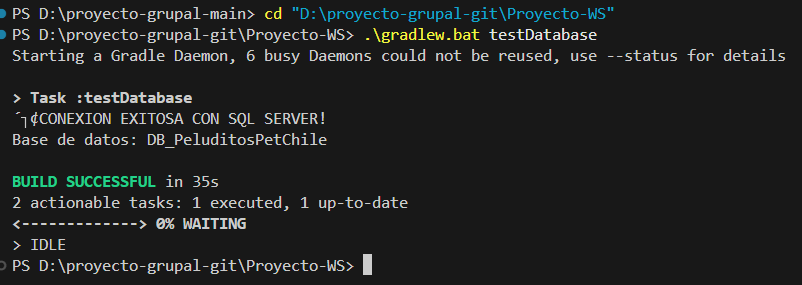 PS D:\proyecto-grupal-main> cd "D:\proyecto-grupal-git\Proyecto-WS"
PS D:\proyecto-grupal-git\Proyecto-WS> .\gradlew.bat testDatabase
Starting a Gradle Daemon, 6 busy Daemons could not be reused, use --status for details
> Task :testDatabase
´┐¢CONEXION EXITOSA CON SQL SERVER!
Base de datos: DB_PeluditosPetChile
BUILD SUCCESSFUL in 35s
2 actionable tasks: 1 executed, 1 up-to-date
<-------------> 0% WAITING
> IDLE
PS D:\proyecto-grupal-git\Proyecto-WS>